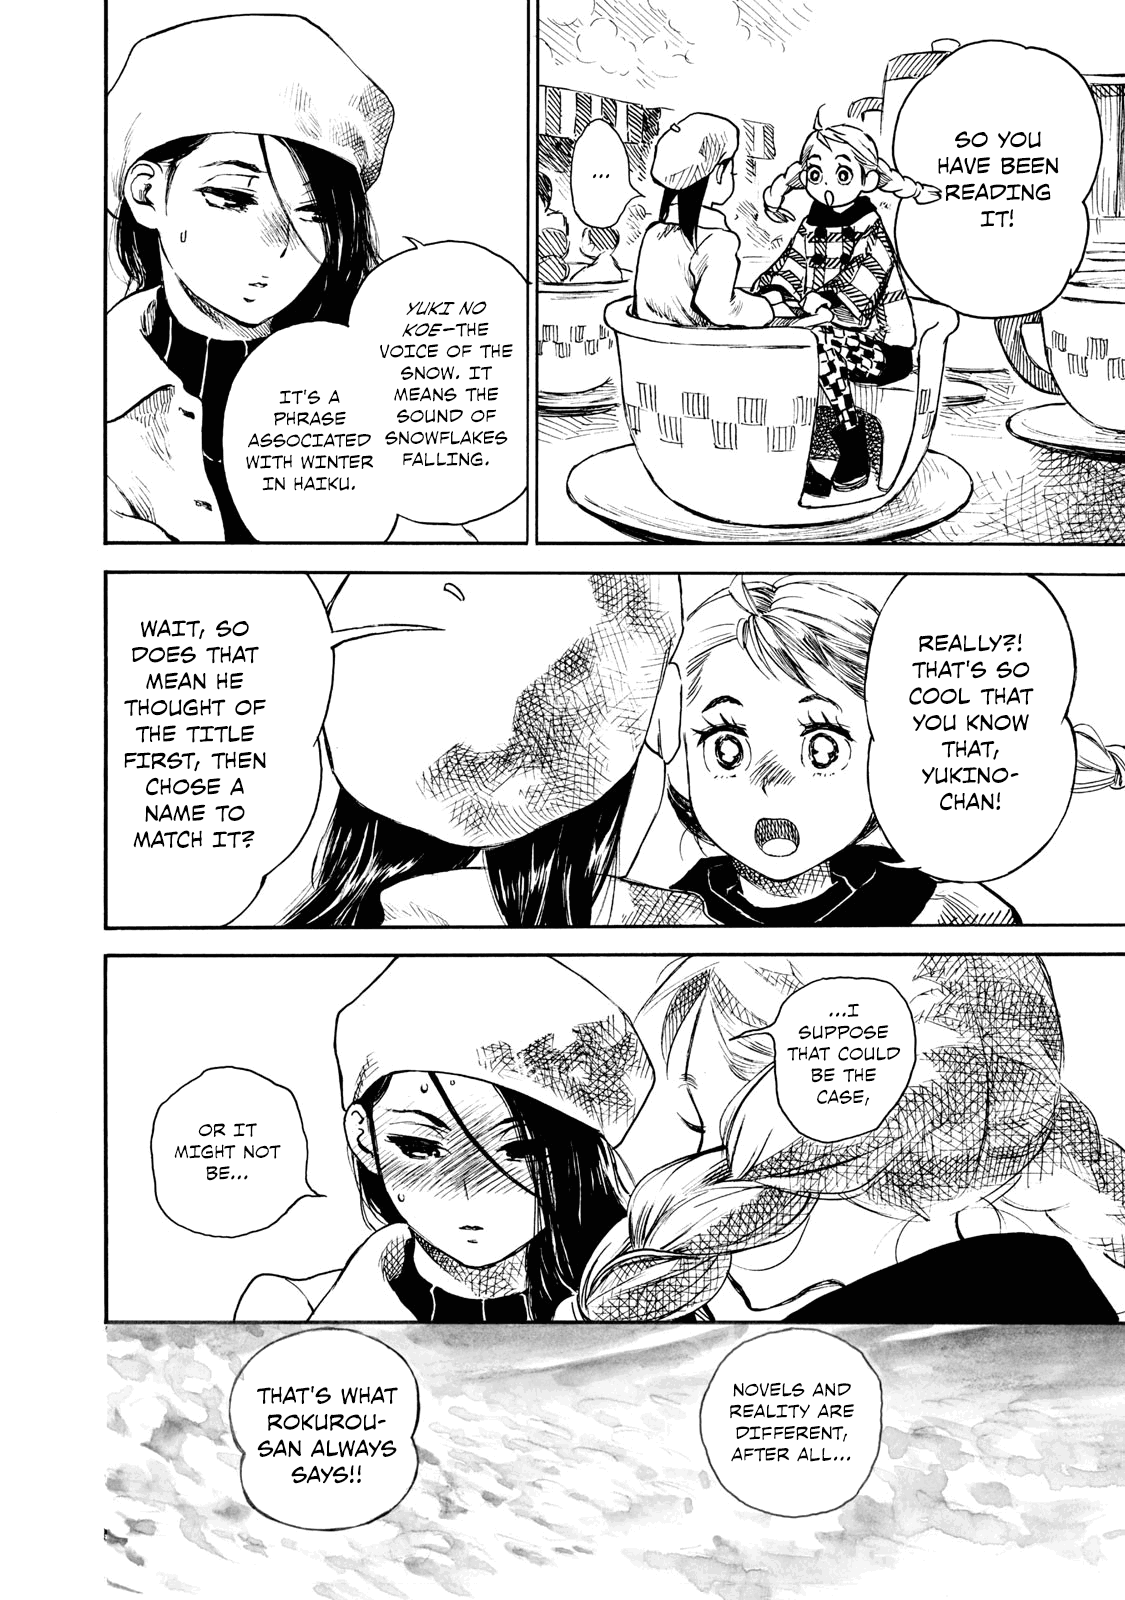 SO YOU
HAVE BEEN
READING
IT!
...
YUKI NO
KOE—THE
VOICE OF THE
SNOW. IT
MEANS THE
SOUND OF
SNOWFLAKES
FALLING.
IT'S A
PHRASE
ASSOCIATED
WITH WINTER
IN HAIKU.
REALLY?!
THAT'S SO
COOL THAT
YOU KNOW
THAT,
YUKINO-
CHAN!
WAIT, SO
DOES THAT
MEAN HE
THOUGHT OF
THE TITLE
FIRST, THEN
CHOSE A
NAME TO
MATCH IT?
...I
SUPPOSE
THAT COULD
BE THE
CASE,
OR IT
MIGHT NOT
BE...
NOVELS AND
REALITY ARE
DIFFERENT,
AFTER ALL...
THAT'S WHAT
ROKUROU-
SAN ALWAYS
SAYS!!